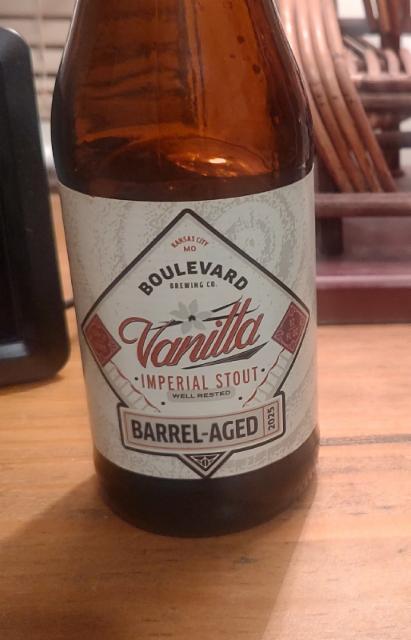 KANSAS CITY
MO
BOULEVARD
BREWING CO.
Vanilla
• IMPERIAL STOUT •
WELL RESTED
BARREL-AGED 2025